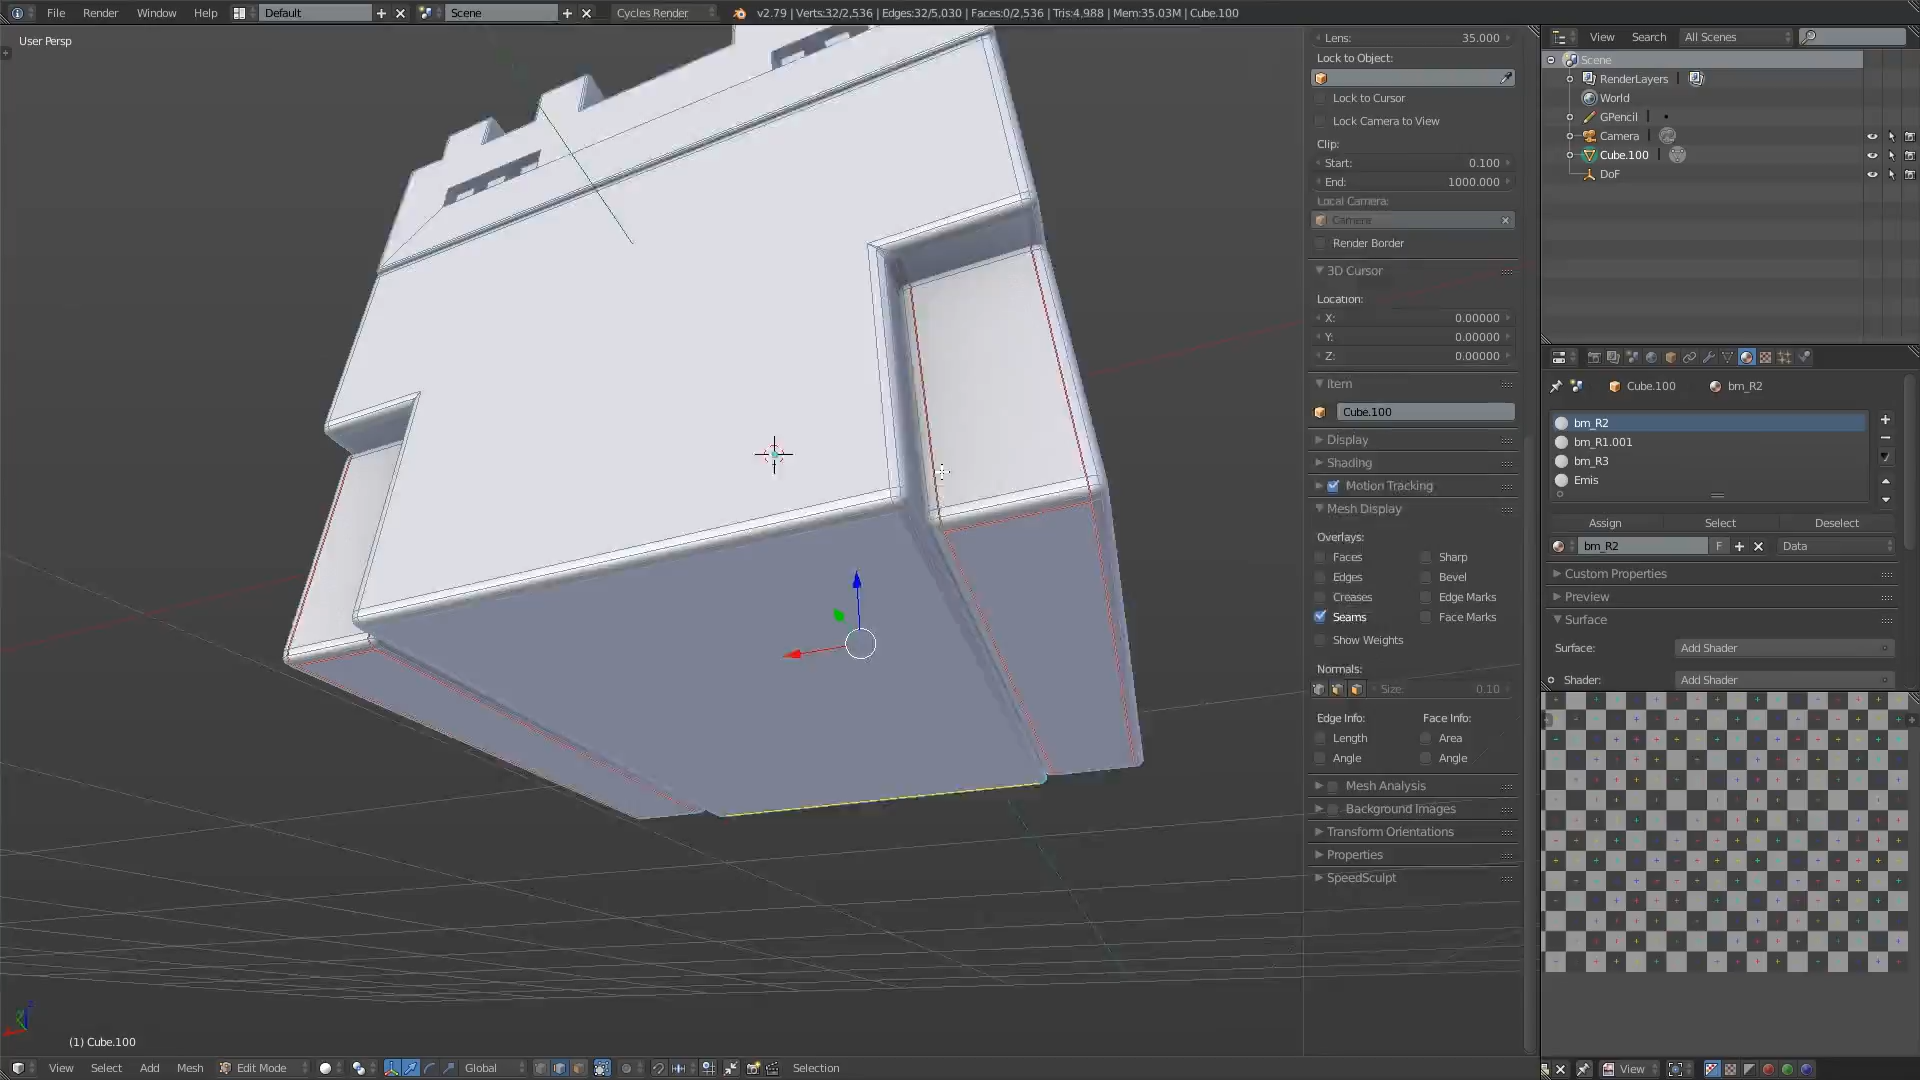 File Render Window Help Default Scene Cycles Render v2.79 | Verts:32/2,536 | Edges:32/5,030 | Faces:0/2,536 | Tris:4,988 | Mem:35.03M | Cube.100
User Persp
Lens: 35.000
Lock to Object:
Lock to Cursor
Lock Camera to View
Clip:
Start: 0.100
End: 1000.000
Local Camera:
Camera
Render Border
3D Cursor
Location:
X: 0.00000
Y: 0.00000
Z: 0.00000
Item
Cube.100
Display
Shading
Motion Tracking
Mesh Display
Overlays:
Faces Sharp
Edges Bevel
Creases Edge Marks
Seams Face Marks
Show Weights
Normals:
Size: 0.10
Edge Info: Face Info:
Length Area
Angle Angle
Mesh Analysis
Background Images
Transform Orientations
Properties
SpeedSculpt
View Search All Scenes
Scene
RenderLayers
World
GPencil
Camera
Cube.100
DoF
Cube.100 bm_R2
bm_R2
bm_R1.001
bm_R3
Emis
Assign Select Deselect
bm_R2 F Data
Custom Properties
Preview
Surface
Surface: Add Shader
Shader: Add Shader
(1) Cube.100
View Select Add Mesh Edit Mode Global Selection
View